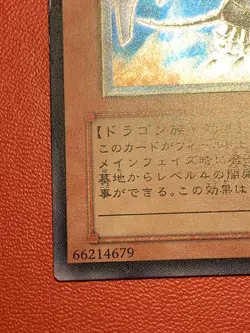 【ドラゴン族
このカードがフィールド上
メインフェイズ時に
墓地からレベル4の闇
事ができる。この効果は
66214679